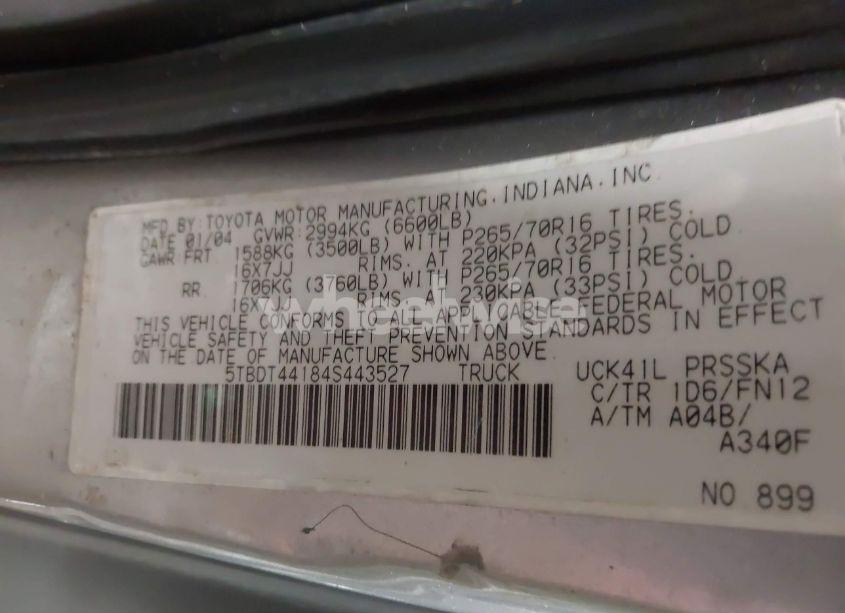 MFD.BY:TOYOTA MOTOR MANUFACTURING.INDIANA.INC
DATE 01/04 GVWR:2994KG (6600LB)
GAWR FRT 1588KG (3500LB) WITH P265/70R16 TIRES.
16X7JJ RIMS. AT 220KPA (32PSI) COLD
RR 1706KG (3760LB) WITH P265/70R16 TIRES.
16X7JJ RIMS. AT 230KPA (33PSI) COLD.
THIS VEHICLE CONFORMS TO ALL APPLICABLE FEDERAL MOTOR
VEHICLE SAFETY AND THEFT PREVENTION STANDARDS IN EFFECT
ON THE DATE OF MANUFACTURE SHOWN ABOVE.
5TBDT44184S443527 TRUCK UCK41L PRSSKA
C/TR 1D6/FN12
A/TM A04B/
A340F
NO 899
wheelwise